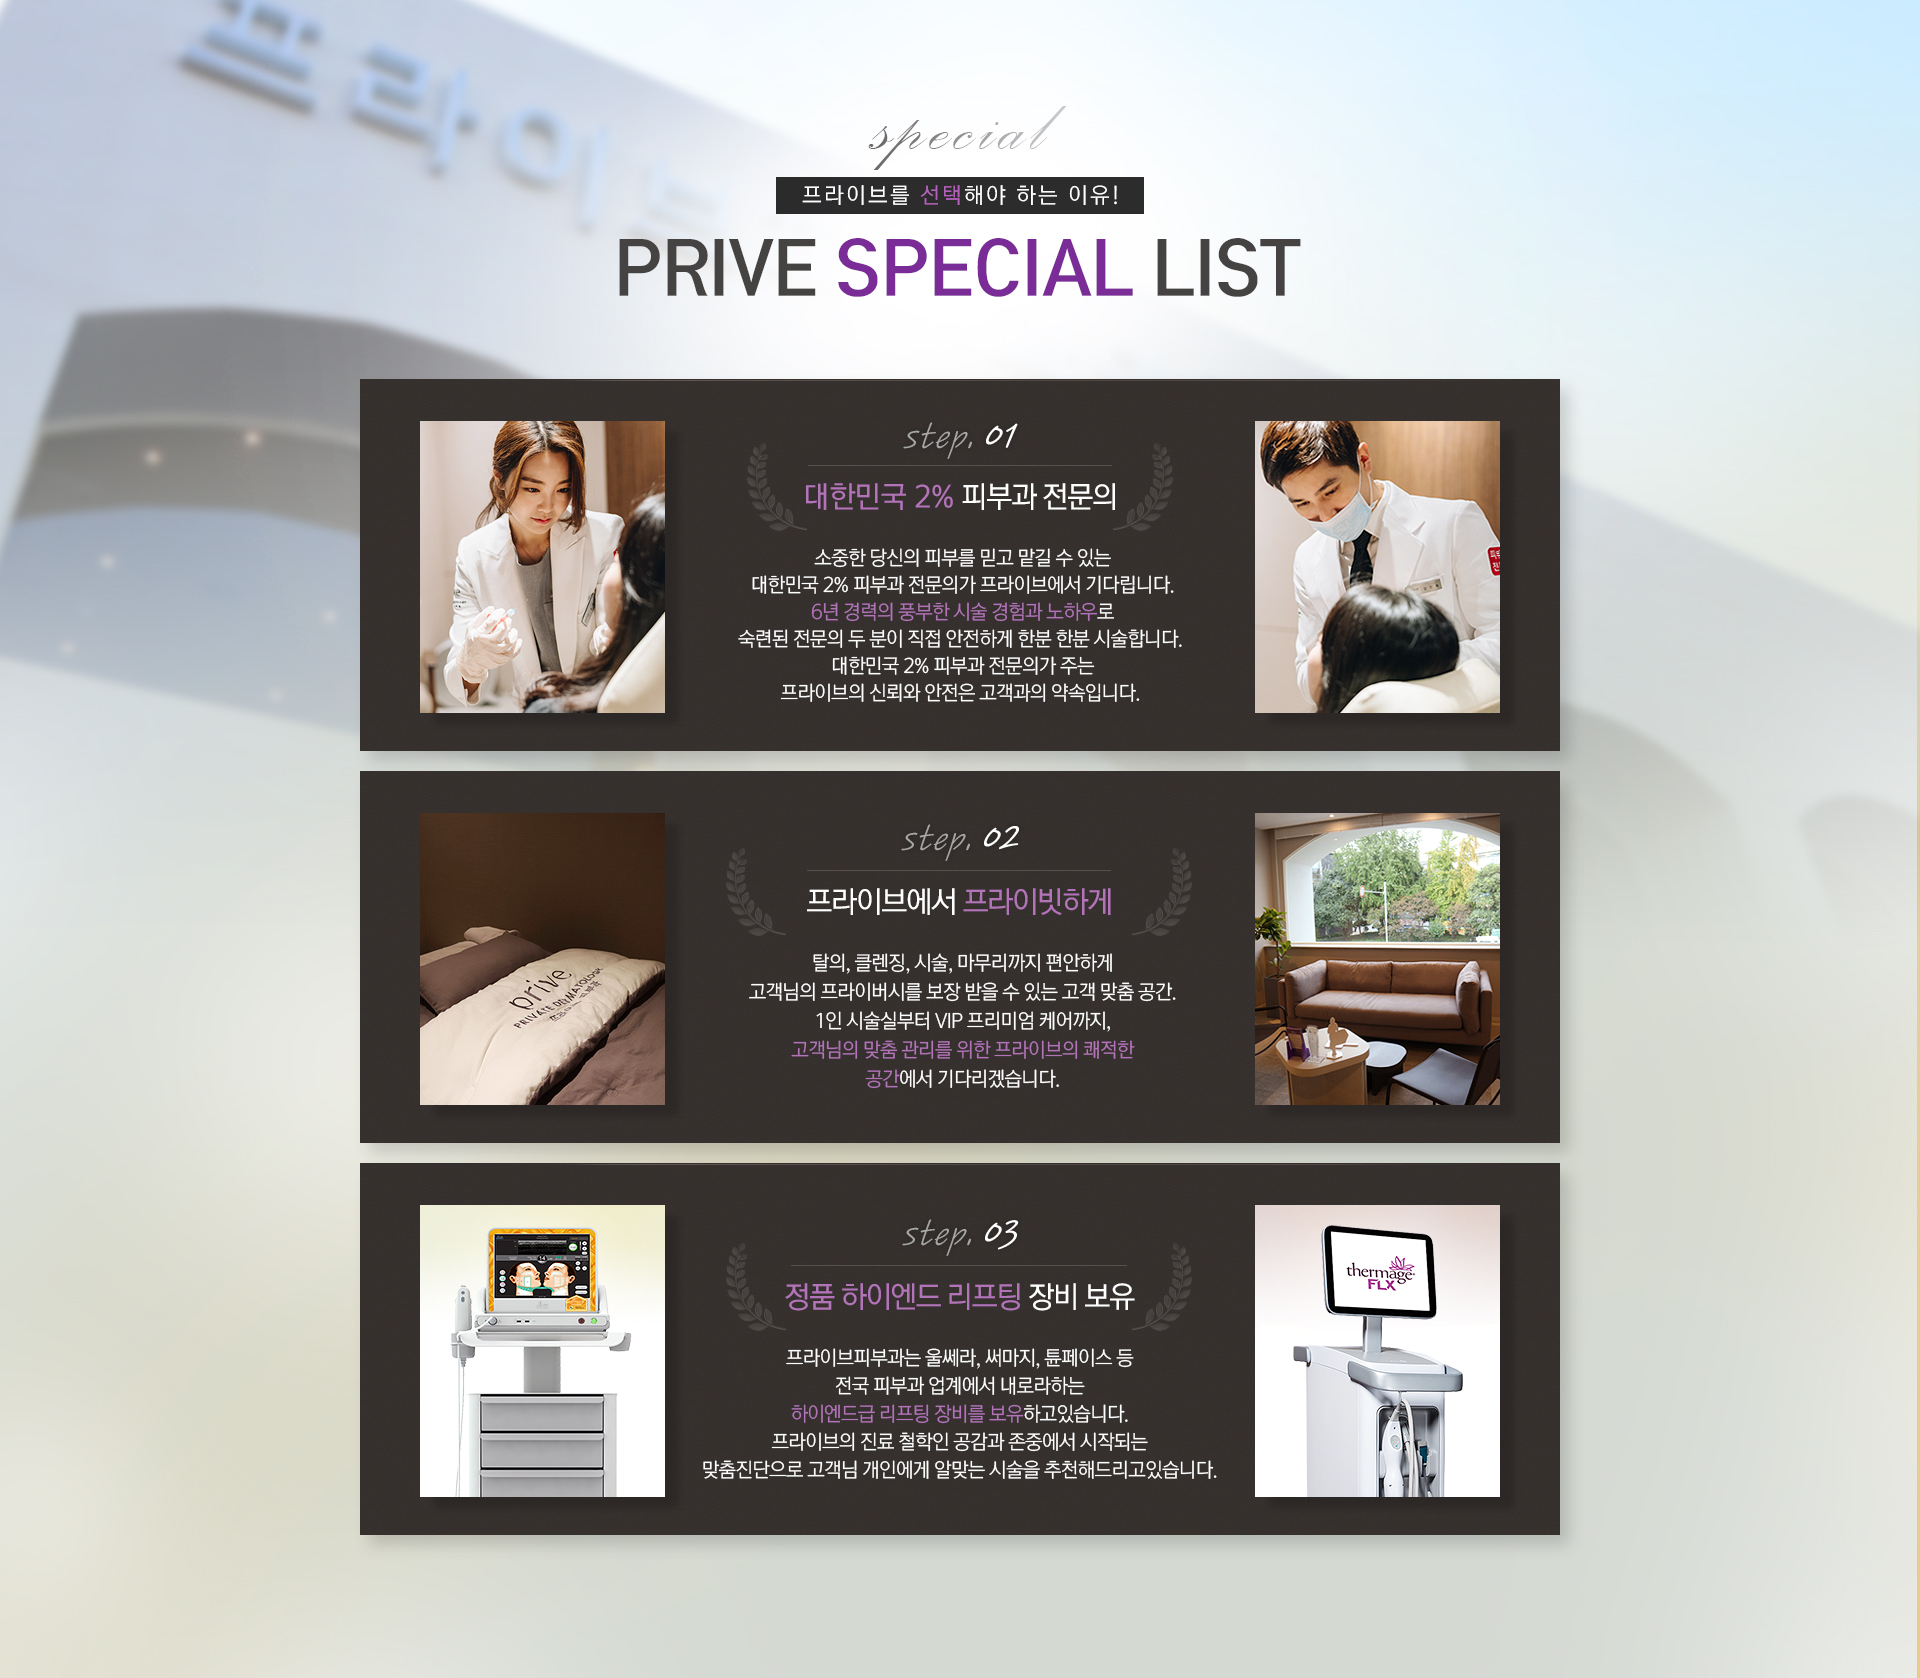 프라이브
special
프라이브를 선택해야 하는 이유!
PRIVE SPECIAL LIST
step. 01
대한민국 2% 피부과 전문의
소중한 당신의 피부를 믿고 맡길 수 있는
대한민국 2% 피부과 전문의가 프라이브에서 기다립니다.
6년 경력의 풍부한 시술 경험과 노하우로
숙련된 전문의 두 분이 직접 안전하게 한분 한분 시술합니다.
대한민국 2% 피부과 전문의가 주는
프라이브의 신뢰와 안전은 고객과의 약속입니다.
step. 02
프라이브에서 프라이빗하게
탈의, 클렌징, 시술, 마무리까지 편안하게
고객님의 프라이버시를 보장 받을 수 있는 고객 맞춤 공간.
1인 시술실부터 VIP 프리미엄 케어까지,
고객님의 맞춤 관리를 위한 프라이브의 쾌적한
공간에서 기다리겠습니다.
prive
PRIVATE DERMATOLOGY
step. 03
정품 하이엔드 리프팅 장비 보유
프라이브피부과는 울쎄라, 써마지, 튠페이스 등
전국 피부과 업계에서 내로라하는
하이엔드급 리프팅 장비를 보유하고있습니다.
프라이브의 진료 철학인 공감과 존중에서 시작되는
맞춤진단으로 고객님 개인에게 알맞는 시술을 추천해드리고있습니다.
thermage
FLX